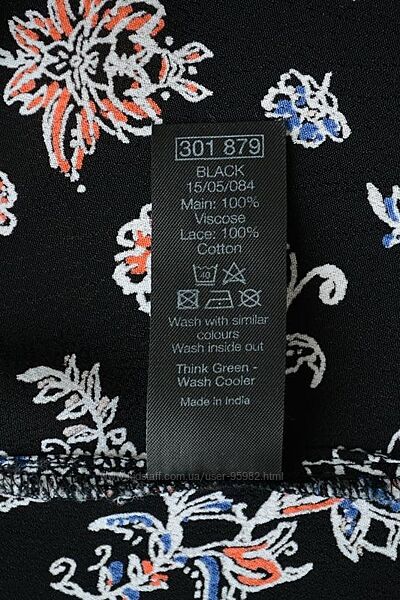 301 879
BLACK
15/05/084
Main: 100%
Viscose
Lace: 100%
Cotton
40
Wash with similar
colours
Wash inside out
Think Green -
Wash Cooler
Made in India